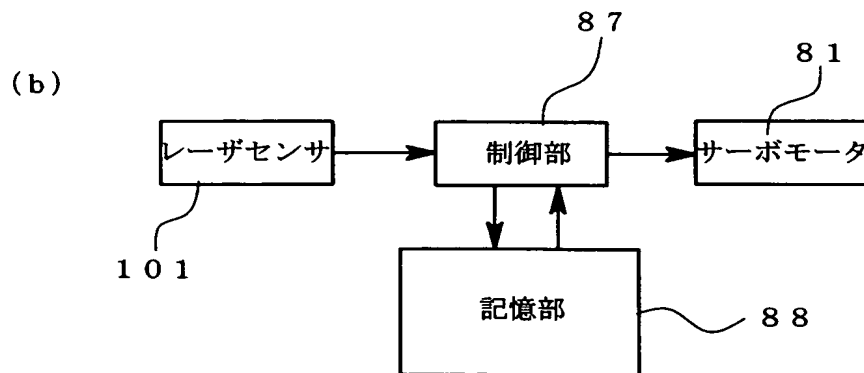 ８７
８１
（ｂ）
レーザセンサ
制御部
サーボモータ
１０１
記憶部
８８